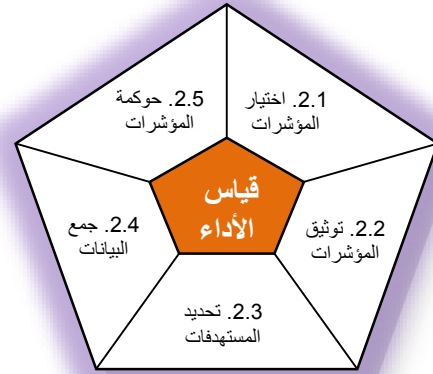 2.1. اختيار
المؤشرات
2.2. توثيق
المؤشرات
2.3. تحديد
المستهدفات
2.4. جمع
البيانات
2.5. حوكمة
المؤشرات
قياس
الأداء